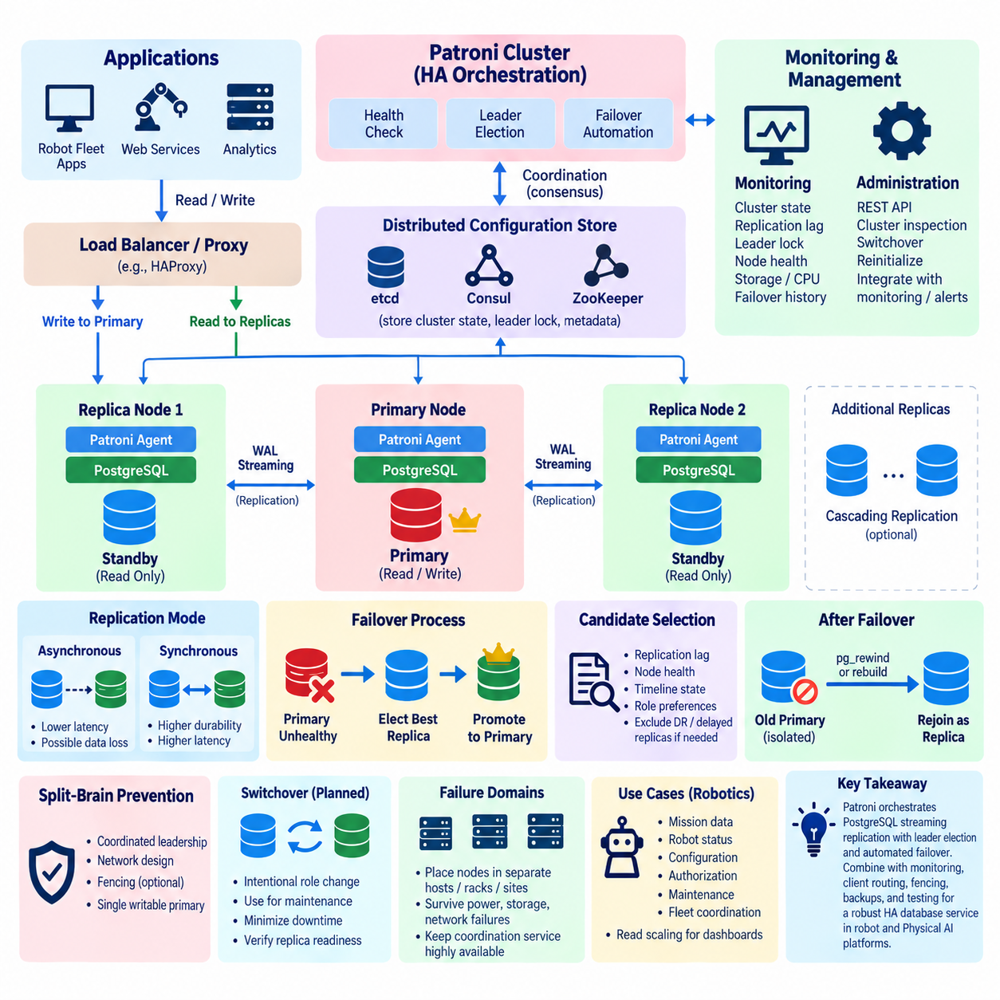 Applications
Robot Fleet
Apps
Web Services
Analytics
Read / Write
Load Balancer / Proxy
(e., HAProxy)
Write to Primary
Read to Replicas
Patroni Cluster
(HA Orchestration)
Health
Check
Leader
Election
Failover
Automation
Coordination
(consensus)
Distributed Configuration Store
etcd
Consul
ZooKeeper
(store cluster state, leader lock, metadata)
Monitoring &
Management
Monitoring
Cluster state
Replication lag
Leader lock
Node health
Storage / CPU
Failover history
Administration
REST API
Cluster inspection
Switchover
Reinitialize
Integrate with
monitoring / alerts
Replica Node 1
Patroni Agent
PostgreSQL
Standby
(Read Only)
WAL
Streaming
(Replication)
Primary Node
Patroni Agent
PostgreSQL
Primary
(Read / Write)
WAL
Streaming
(Replication)
Replica Node 2
Patroni Agent
PostgreSQL
Standby
(Read Only)
Additional Replicas
...
Cascading Replication
(optional)
Replication Mode
Asynchronous
• Lower latency
• Possible data loss
Synchronous
• Higher durability
• Higher latency
Failover Process
Primary
Unhealthy
Elect Best
Replica
Promote
to Primary
Candidate Selection
• Replication lag
• Node health
• Timeline state
• Role preferences
• Exclude DR / delayed
replicas if needed
After Failover
pg_rewind
or rebuild
Old Primary
(isolated)
Rejoin as
Replica
Split-Brain Prevention
• Coordinated leadership
• Network design
• Fencing (optional)
• Single writable primary
Switchover (Planned)
• Intentional role change
• Use for maintenance
• Minimize downtime
• Verify replica readiness
Failure Domains
• Place nodes in separate
hosts / racks / sites
• Survive power, storage,
network failures
• Keep coordination service
highly available
Use Cases (Robotics)
• Mission data
• Robot status
• Configuration
• Authorization
• Maintenance
• Fleet coordination
• Read scaling for dashboards
Key Takeaway
Patroni orchestrates
PostgreSQL streaming
replication with leader election
and automated failover.
Combine with monitoring,
client routing, fencing,
backups, and testing for
a robust HA database service
in robot and Physical AI
platforms.